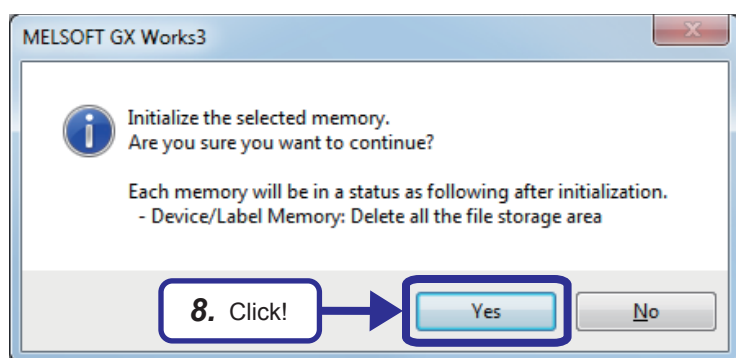 MELSOFT GX Works3
Initialize the selected memory.
Are you sure you want to continue?
Each memory will be in a status as following after initialization.
- Device/Label Memory: Delete all the file storage area
8. Click!
Yes
No